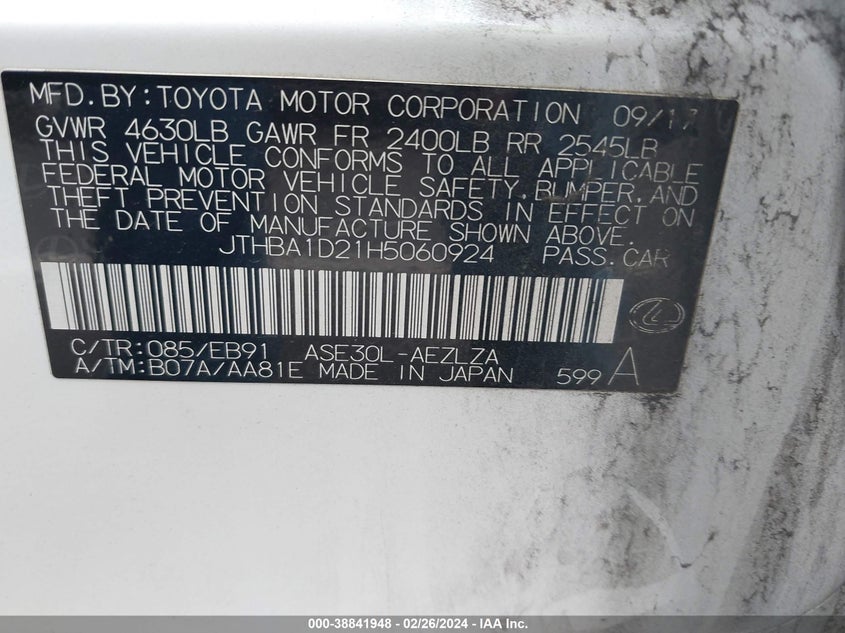 MFD.BY:TOYOTA MOTOR CORPORATION 09/17
GVWR 4630LB GAWR FR 2400LB RR 2545LB
THIS VEHICLE CONFORMS TO ALL APPLICABLE
FEDERAL MOTOR VEHICLE SAFETY,BUMPER,AND
THEFT PREVENTION STANDARDS IN EFFECT ON
THE DATE OF MANUFACTURE SHOWN ABOVE.
JTHBA1D21H5060924 PASS.CAR
C/TR:085/EB91 ASE30L-AEZLZA
A/TM:B07A/AA81E MADE IN JAPAN 599A
000-38841948 - 02/26/2024 - IAA Inc.